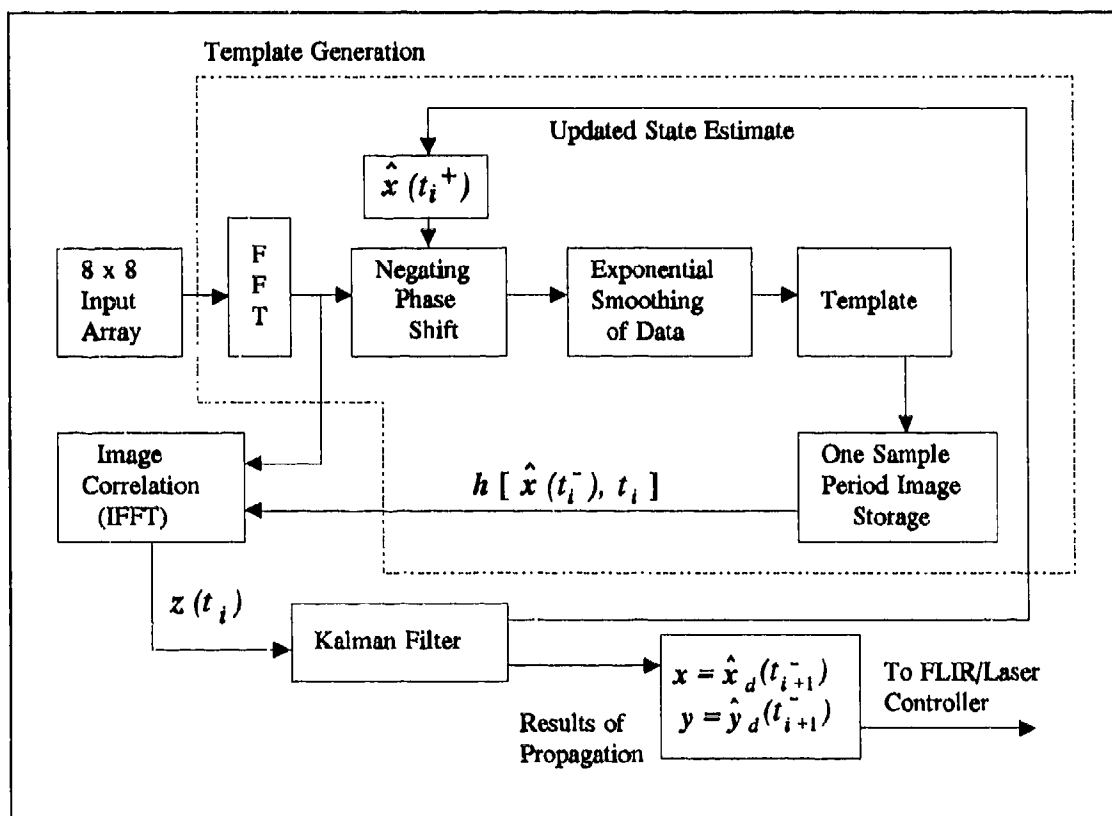 Template Generation
Updated State Estimate
x̂ (tᵢ⁺)
8 x 8
Input
Array
F
F
T
Negating
Phase
Shift
Exponential
Smoothing
of Data
Template
Image
Correlation
(IFFT)
h [ x̂ (tᵢ⁻), tᵢ ]
One Sample
Period Image
Storage
z (tᵢ)
Kalman Filter
x = x̂_d (t⁻ᵢ₊₁)
y = ŷ_d (t⁻ᵢ₊₁)
To FLIR/Laser
Controller
Results of
Propagation